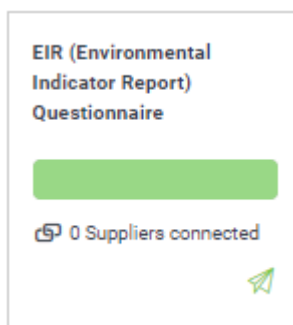 EIR (Environmental
Indicator Report)
Questionnaire
0 Suppliers connected